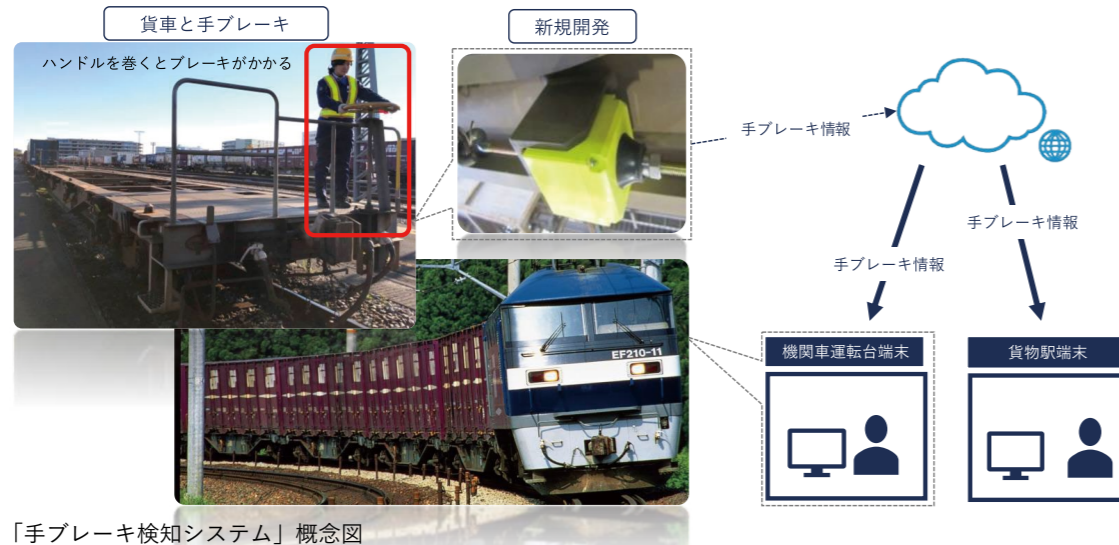 貨車と手ブレーキ
新規開発
ハンドルを巻くとブレーキがかかる
手ブレーキ情報
手ブレーキ情報
手ブレーキ情報
EF210-11
機関車運転台端末
貨物駅端末
「手ブレーキ検知システム」概念図